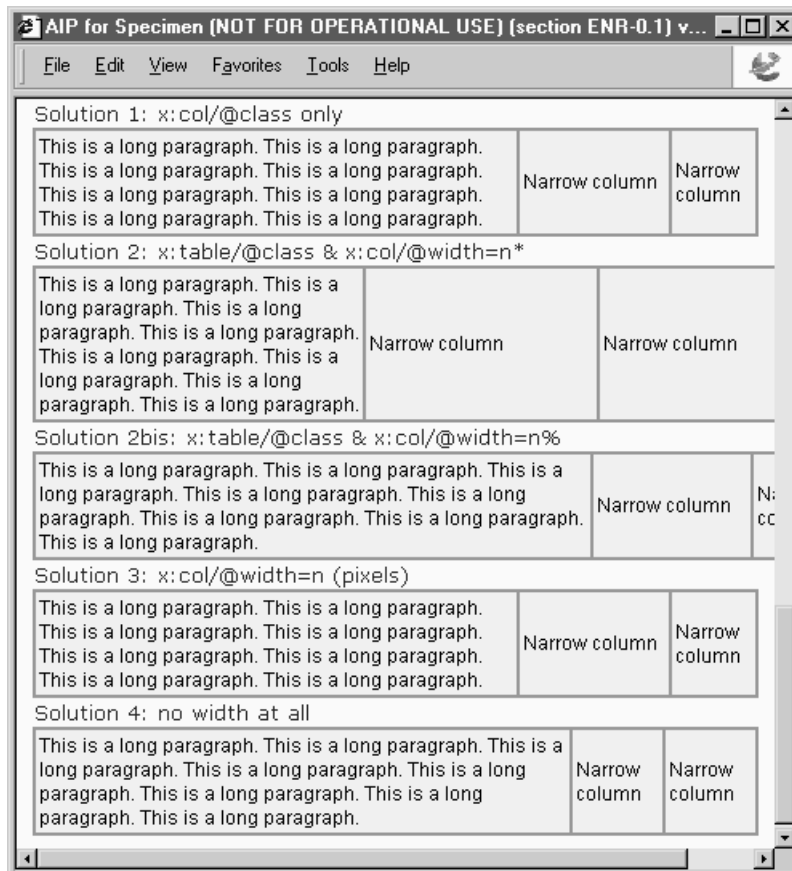 AIP for Specimen (NOT FOR OPERATIONAL USE) (section ENR-0.1) v...
File Edit View Favorites Tools Help
Solution 1: x:col/@class only
This is a long paragraph. This is a long paragraph.
This is a long paragraph. This is a long paragraph.
This is a long paragraph. This is a long paragraph.
This is a long paragraph. This is a long paragraph.
Narrow column
Narrow
column
Solution 2: x:table/@class & x:col/@width=n*
This is a long paragraph. This is a
long paragraph. This is a long
paragraph. This is a long paragraph.
This is a long paragraph. This is a
long paragraph. This is a long
paragraph. This is a long paragraph.
Narrow column
Narrow column
Solution 2bis: x:table/@class & x:col/@width=n%
This is a long paragraph. This is a long paragraph. This is a
long paragraph. This is a long paragraph. This is a long
paragraph. This is a long paragraph. This is a long paragraph.
This is a long paragraph.
Narrow column
Solution 3: x:col/@width=n (pixels)
This is a long paragraph. This is a long paragraph.
This is a long paragraph. This is a long paragraph.
This is a long paragraph. This is a long paragraph.
This is a long paragraph. This is a long paragraph.
Narrow column
Narrow
column
Solution 4: no width at all
This is a long paragraph. This is a long paragraph. This is a
long paragraph. This is a long paragraph. This is a long
paragraph. This is a long paragraph. This is a long
paragraph. This is a long paragraph.
Narrow
column
Narrow
column